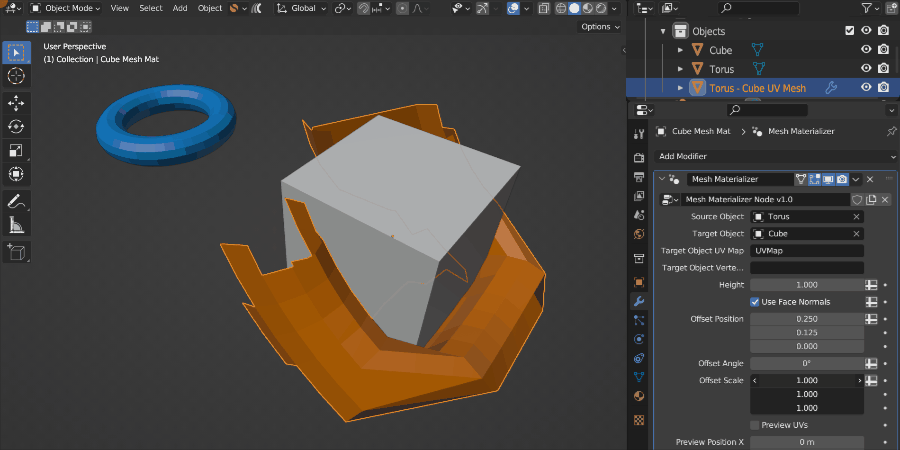 Object Mode
View
Select
Add
Object
Global
Options
User Perspective
(1) Collection | Cube Mesh Mat
Objects
Cube
Torus
Torus - Cube UV Mesh
Cube Mesh Mat
Mesh Materializer
Add Modifier
Mesh Materializer
Mesh Materializer Node v1.0
Source Object
Torus
Target Object
Cube
Target Object UV Map
UVMap
Target Object Verte...
Height
1.000
Use Face Normals
Offset Position
0.250
0.125
0.000
Offset Angle
0°
Offset Scale
1.000
1.000
1.000
Preview UVs
Preview Position X
0 m